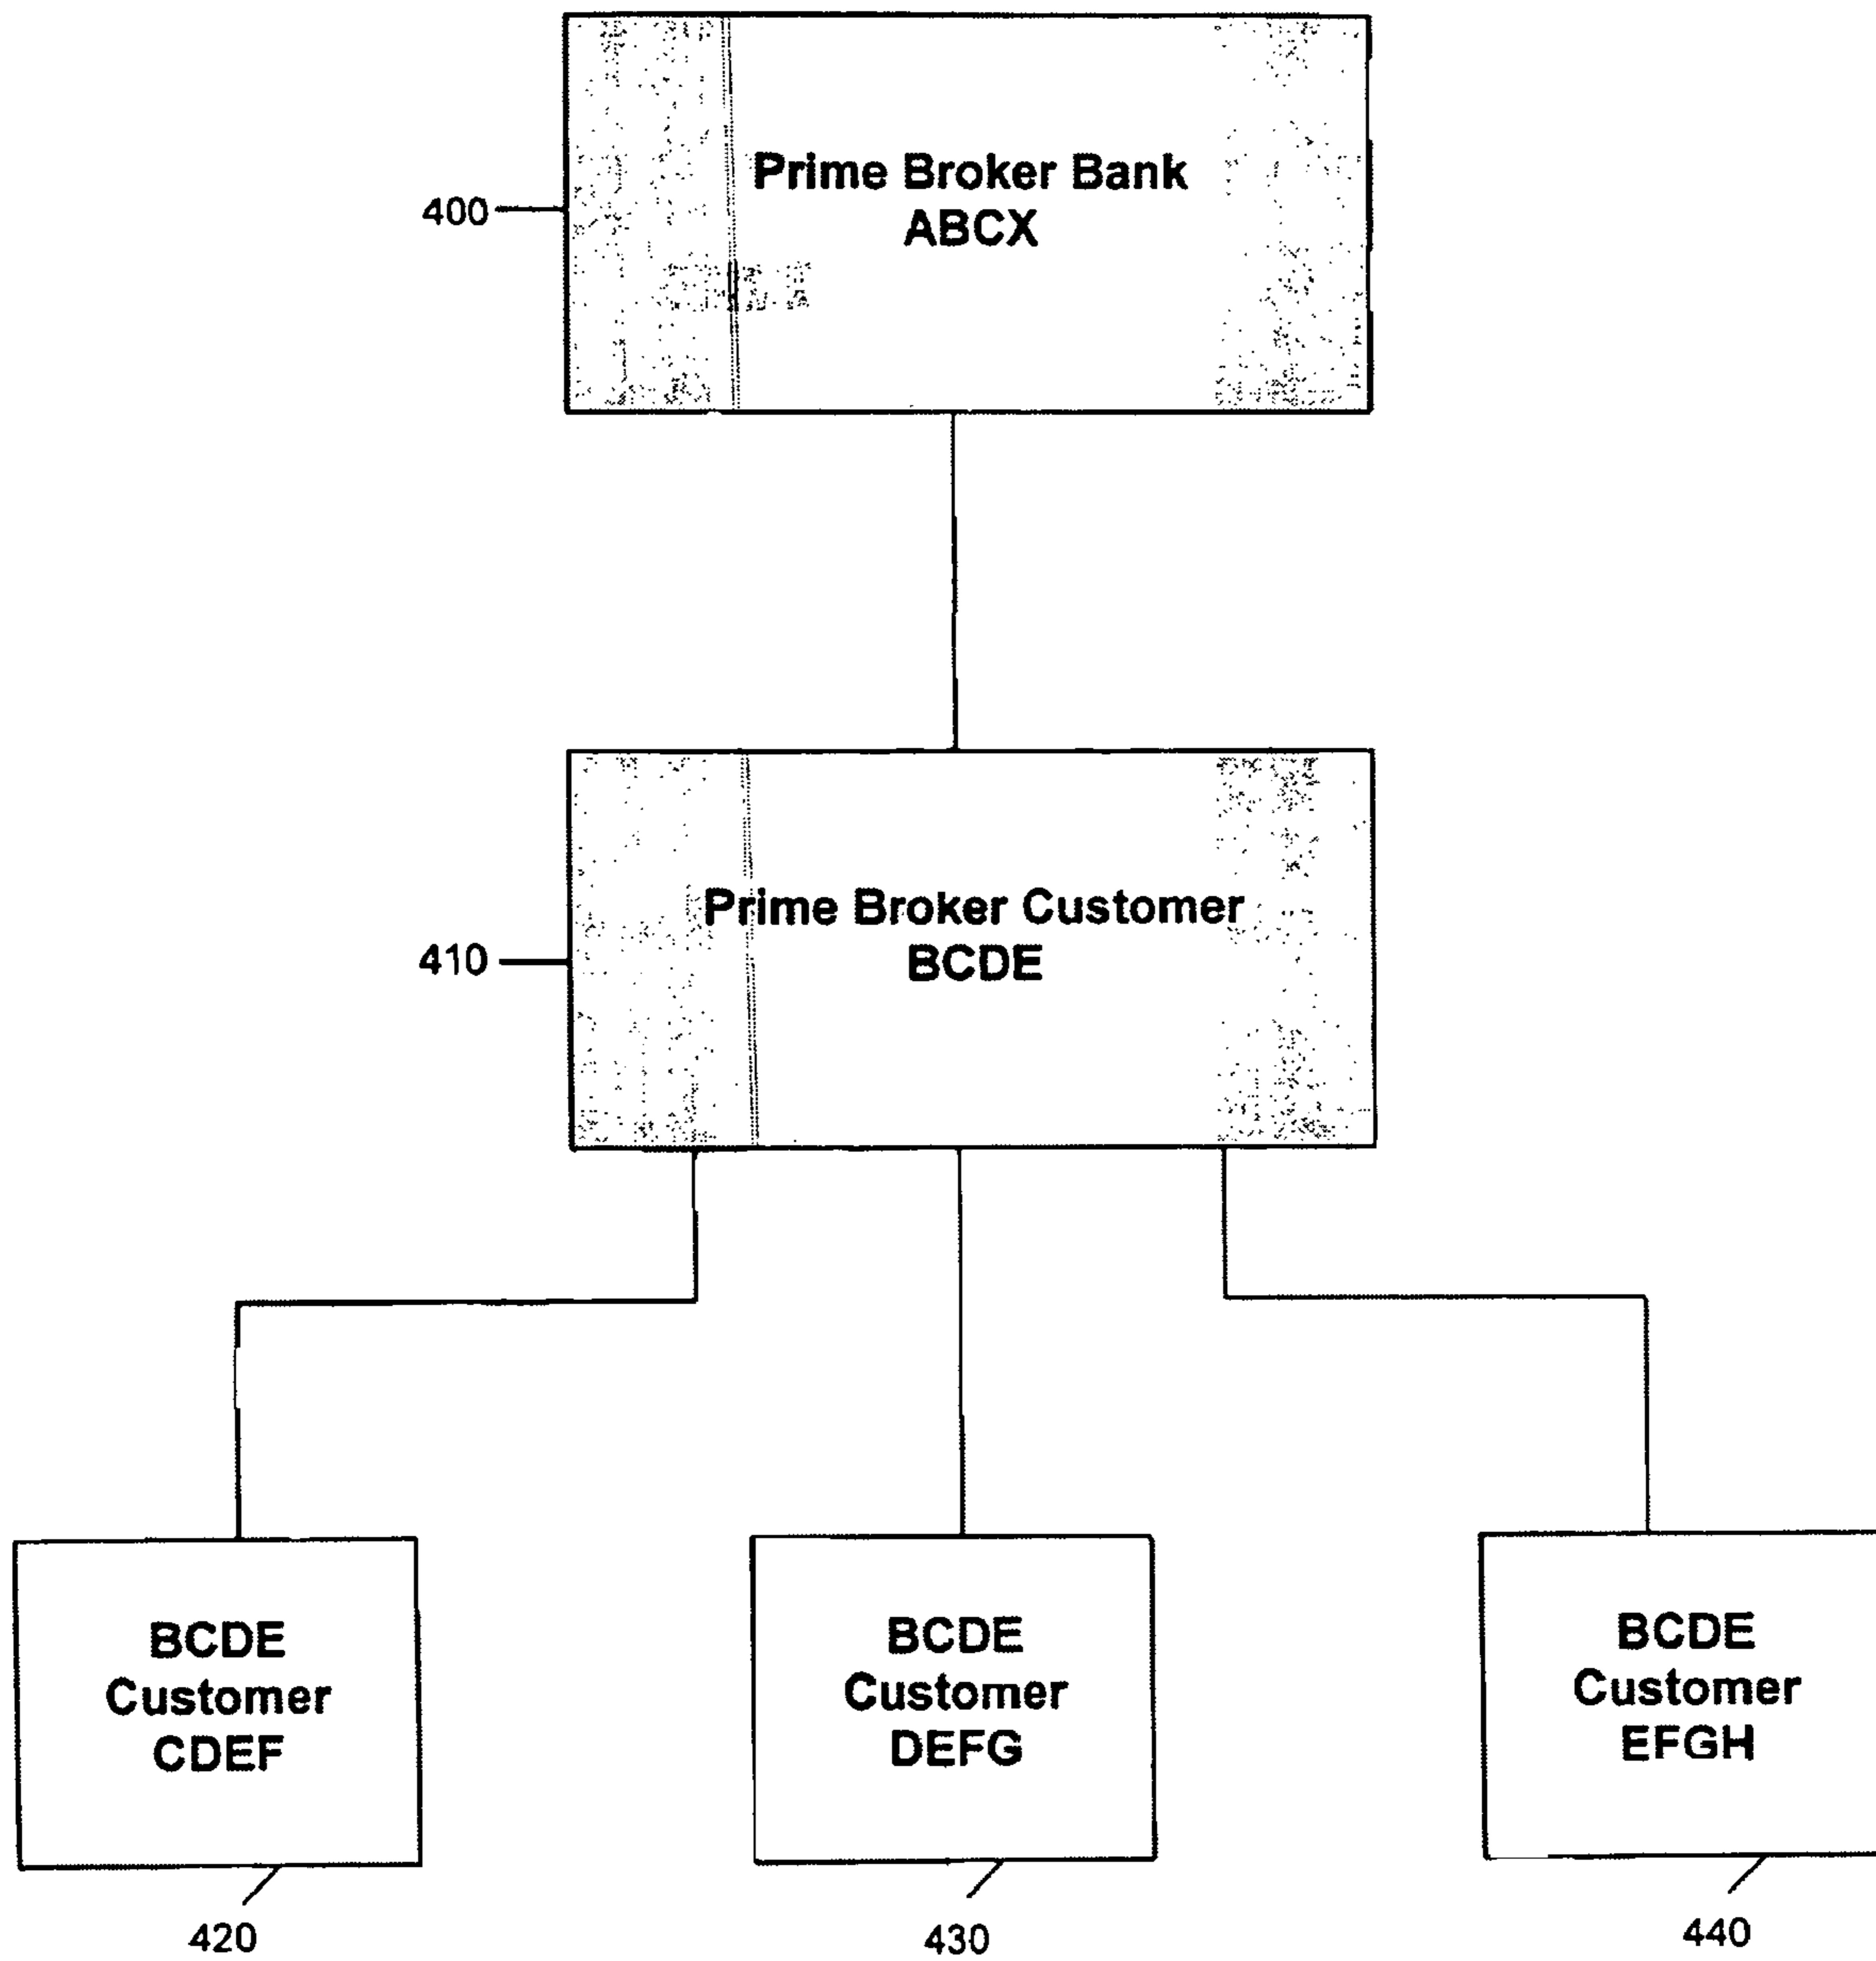 Prime Broker Bank
ABCX
400
Prime Broker Customer
BCDE
410
BCDE
Customer
CDEF
BCDE
Customer
DEFG
BCDE
Customer
EFGH
420
430
440